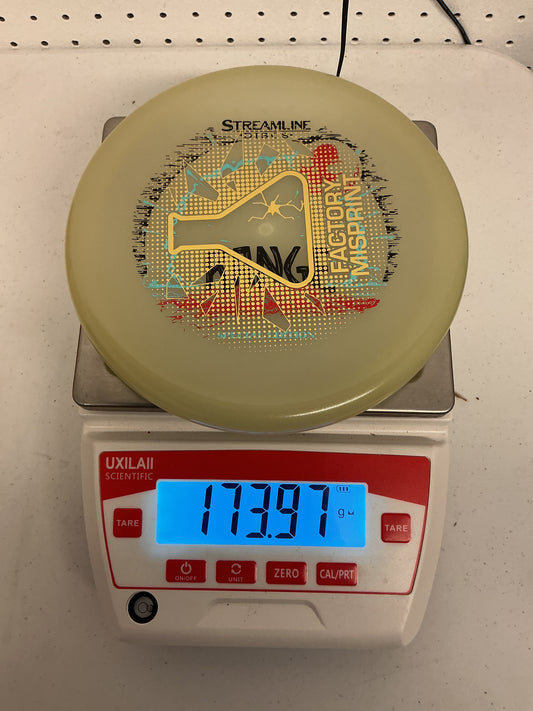 STREAMLINE
DISCS
FACTORY
MISPRINT
UXILAII
SCIENTIFIC
173.97
g
TARE
TARE
ON/OFF
UNIT
ZERO
CAL/PRT